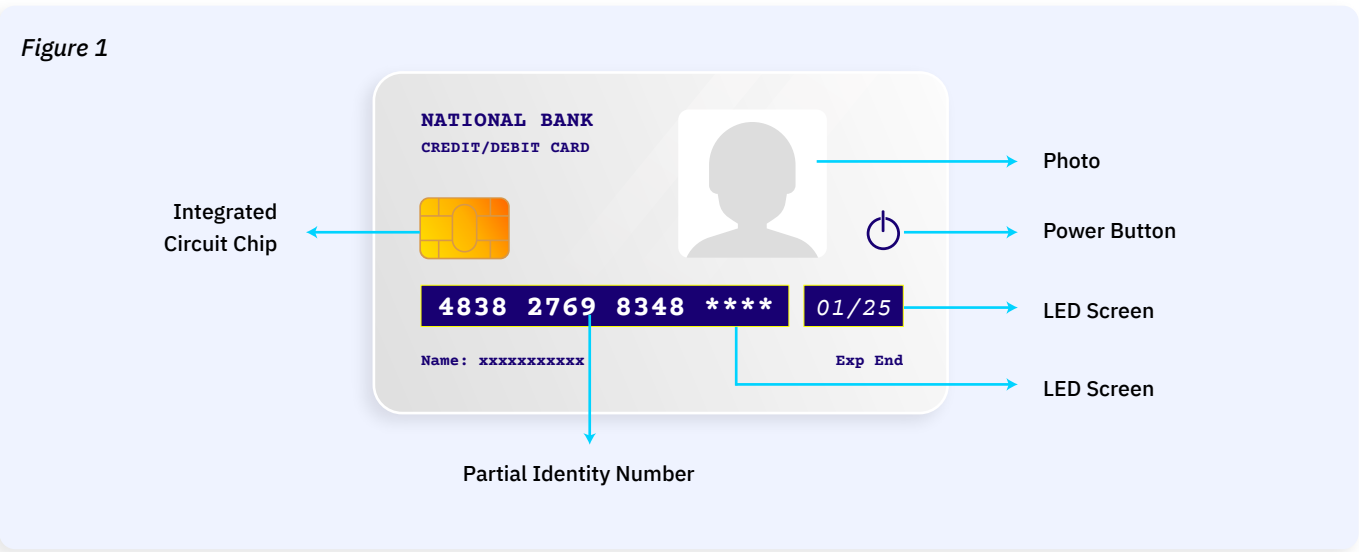 Figure 1
NATIONAL BANK
CREDIT/DEBIT CARD
Photo
Integrated
Circuit Chip
Power Button
4838 2769 8348 ****
01/25
LED Screen
Name: xxxxxxxxxxx
Exp End
LED Screen
Partial Identity Number